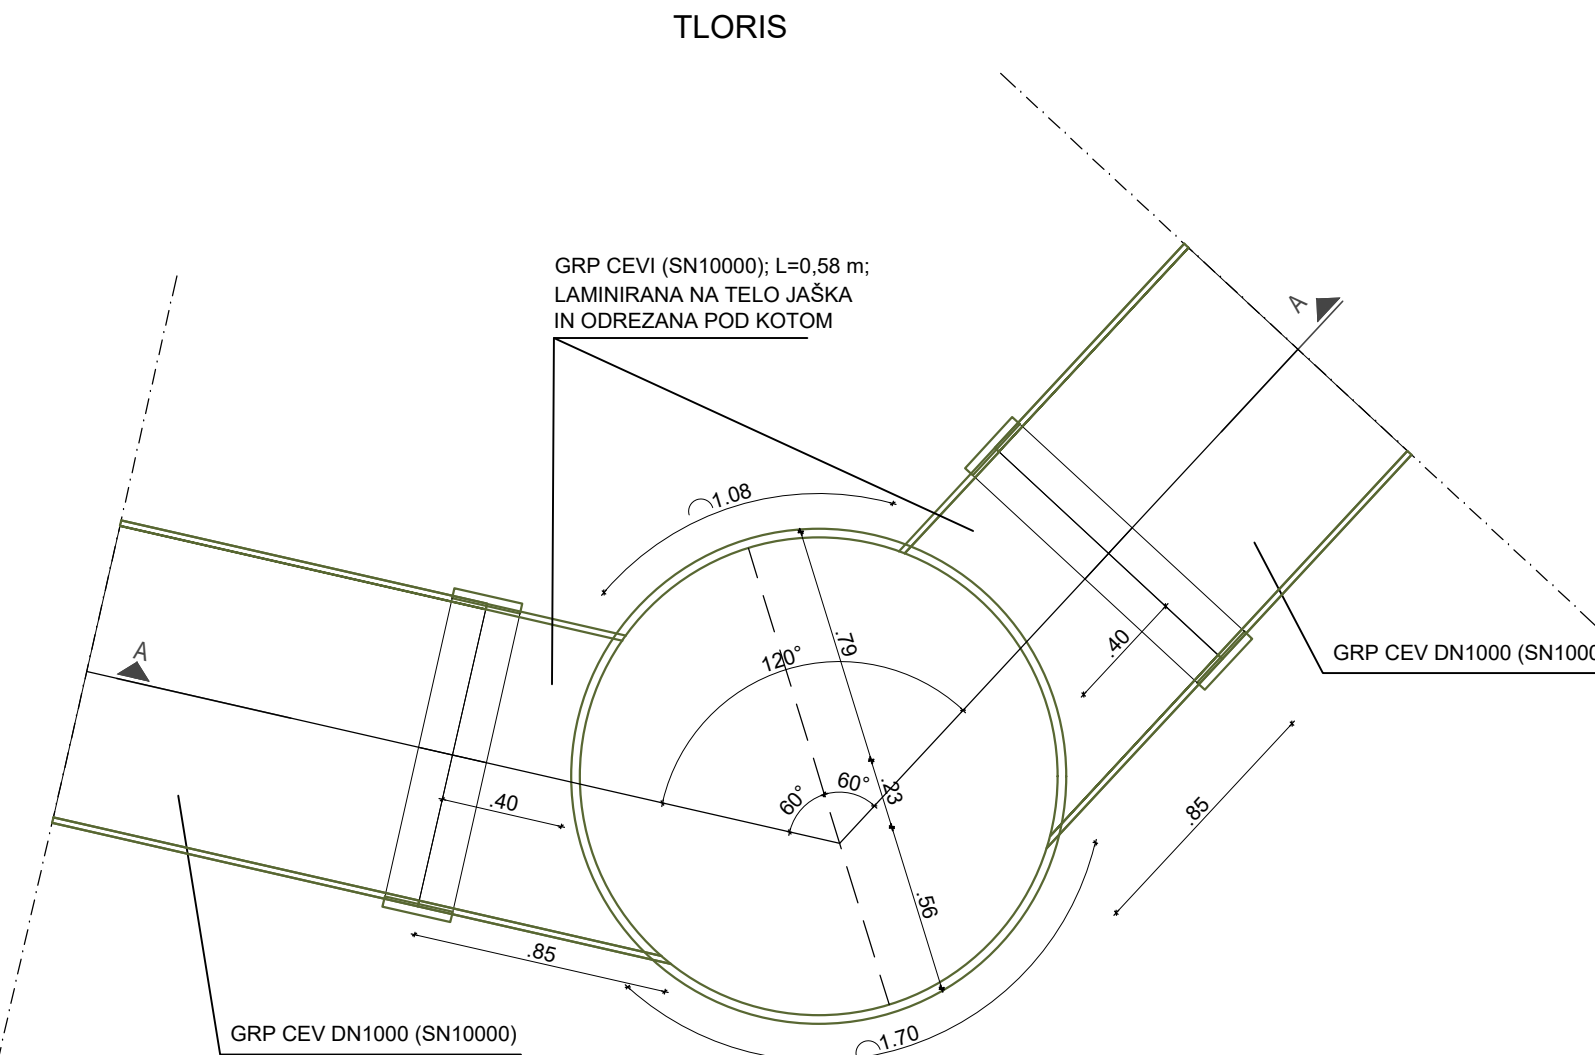 TLORIS
GRP CEVI (SN10000); L=0,58 m;
LAMINIRANA NA TELO JAŠKA
IN ODREZANA POD KOTOM
A
1.08
A
.79
120°
.40
GRP CEV DN1000 (SN1000
60°
60°
.23
.40
.85
.56
.85
1.70
GRP CEV DN1000 (SN10000)